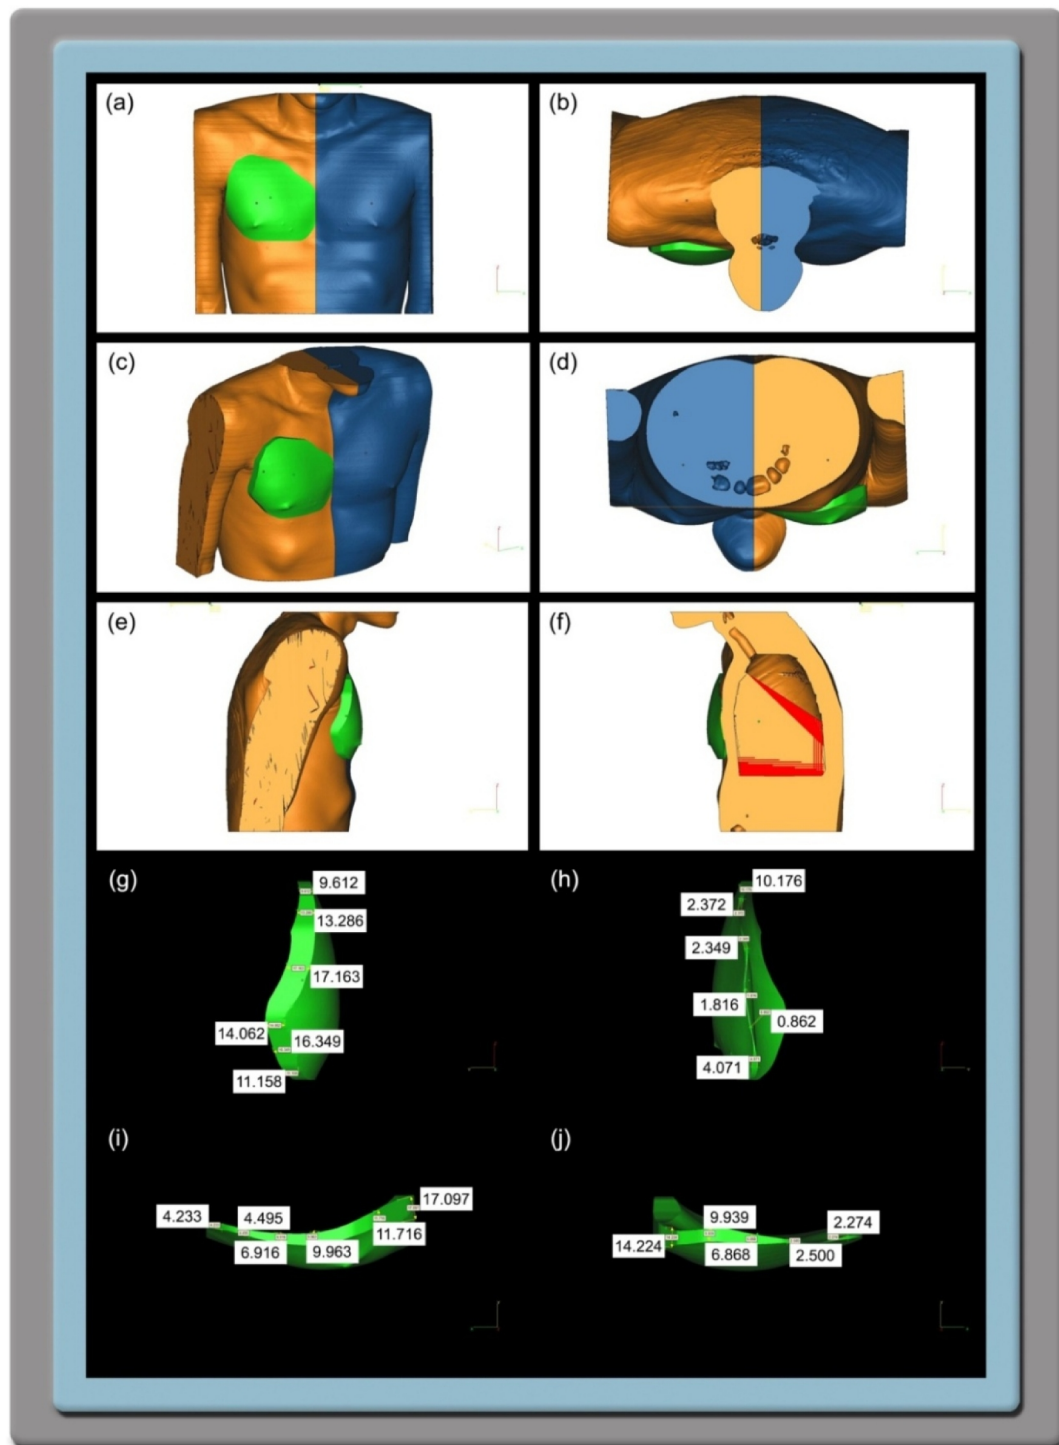 (a)
(b)
(c)
(d)
(e)
(f)
(g)
9.612
13.286
17.163
14.062
16.349
11.158
(h)
10.176
2.372
2.349
1.816
0.862
4.071
(i)
4.233
4.495
17.097
11.716
6.916
9.963
(j)
9.939
2.274
14.224
6.868
2.500